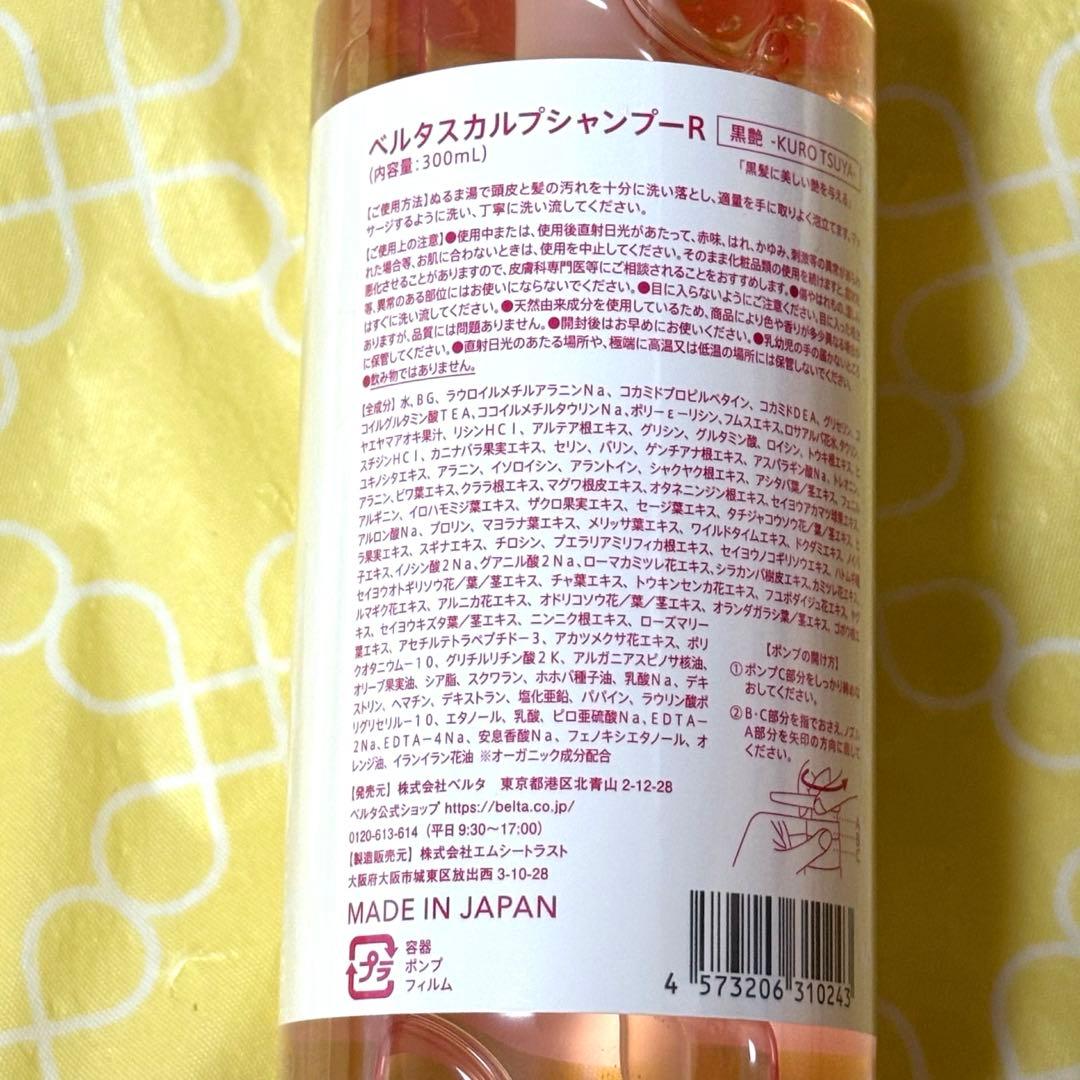 ベルタスカルプシャンプーR 黒艶 -KURO TSUYA-
(内容量:300mL) 「黒髪に美しい艶を与える」
【ご使用方法】ぬるま湯で頭皮と髪の汚れを十分に洗い落とし、適量を手に取りよく泡立てます。マッ
サージするように洗い、丁寧に洗い流してください。
【ご使用上の注意】●使用中または、使用後直射日光があたって、赤味、はれ、かゆみ、刺激等の異常が
れた場合等、お肌に合わないときは、使用を中止してください。そのまま化粧品類の使用を続けますと、
悪化させることがありますので、皮膚科専門医等にご相談されることをおすすめします。●傷やはれもの、
等、異常のある部位にはお使いにならないでください。●目に入らないようにご注意ください。目に入った
はすぐに洗い流してください。●天然由来成分を使用しているため、商品により色や香りが多少異なる場合が
ありますが、品質には問題ありません。●開封後はお早めにお使いください。●乳幼児の手の届かないところ
に保管してください。●直射日光のあたる場所や、極端に高温又は低温の場所には保管しないでください。
●飲み物ではありません。
【全成分】水、BG、ラウロイルメチルアラニンNa、コカミドプロピルベタイン、コカミドDEA、グリセリン、コ
コイルグルタミン酸TEA、ココイルメチルタウリンNa、ポリーε－リシン、フムスエキス、ロサアルバ花水、タウリン、
ヤエヤマアオキ果汁、リシンHCl、アルテア根エキス、グリシン、グルタミン酸、ロイシン、トウキ根エキス、ヒ
スチジンHCl、カニナバラ果実エキス、セリン、バリン、ゲンチアナ根エキス、アスパラギン酸Na、トレオニン、
ユキノシタエキス、アラニン、イソロイシン、アラントイン、シャクヤク根エキス、アシタバ葉/茎エキス、フェニル
アラニン、ビワ葉エキス、クララ根エキス、マグワ根皮エキス、オタネニンジン根エキス、セイヨウアカマツ球果エキス、
アルギニン、イロハモミジ葉エキス、ザクロ果実エキス、セージ葉エキス、タチジャコウソウ花/葉/茎エキス、ヒ
アルロン酸Na、プロリン、マヨラナ葉エキス、メリッサ葉エキス、ワイルドタイムエキス、ドクダミエキス、ノイバ
ラ果実エキス、スギナエキス、チロシン、プエラリアミリフィカ根エキス、セイヨウノコギリソウエキス、ハトムギ種
子エキス、イノシン酸2Na、グアニル酸2Na、ローマカミツレ花エキス、シラカンバ樹皮エキス、カミツレ花エキス、
セイヨウオトギリソウ花/葉/茎エキス、チャ葉エキス、トウキンセンカ花エキス、フユボダイジュ花エキス、ヤグ
ルマギク花エキス、アルニカ花エキス、オドリコソウ花/葉/茎エキス、オランダガラシ葉/茎エキス、ゴボウ根エ
キス、セイヨウキズタ葉/茎エキス、ニンニク根エキス、ローズマリー
葉エキス、アセチルテトラペプチドー3、アカツメクサ花エキス、ポリ
クオタニウムー10、グリチルリチン酸2K、アルガニアスピノサ核油、
オリーブ果実油、シア脂、スクワラン、ホホバ種子油、乳酸Na、デキ
ストリン、ヘマチン、デキストラン、塩化亜鉛、パパイン、ラウリン酸ポ
リグリセリル－10、エタノール、乳酸、ピロ亜硫酸Na、EDTA－
2Na、EDTA－4Na、安息香酸Na、フェノキシエタノール、オ
レンジ油、イランイラン花油 ※オーガニック成分配合
【ポンプの開け方】
①ポンプC部分をしっかり締め
おしてください。
②B・C部分を指でおさえ、ノズル
A部分を矢印の方向に回して
ください。
A
B
C
【発売元】株式会社ベルタ 東京都港区北青山 2-12-28
ベルタ公式ショップ https://belta.co.jp/
0120-613-614 (平日 9:30〜17:00)
【製造販売元】株式会社エムシートラスト
大阪府大阪市城東区放出西 3-10-28
MADE IN JAPAN
プラ
容器
ポンプ
フィルム
4 573206 310243